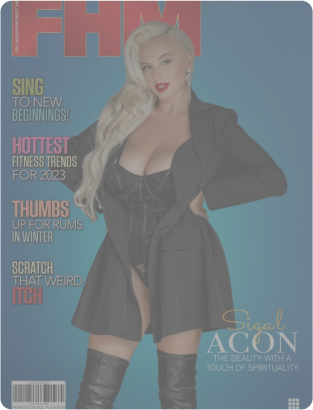 FHM
SING
TO NEW
BEGINNINGS!
HOTTEST
FITNESS TRENDS
FOR 2023
THUMBS
UP FOR RUMS
IN WINTER
SCRATCH
THAT WEIRD
ITCH
Sigal
ACON
THE BEAUTY WITH A
TOUCH OF SPIRITUALITY